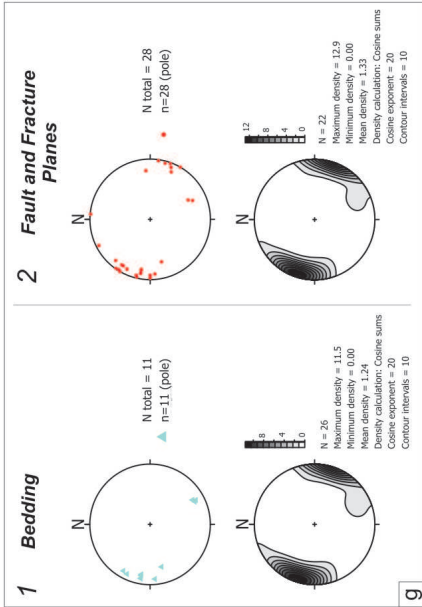 1 Bedding
N
N total = 11
n=11 (pole)
8
4
0
N = 26
Maximum density = 11.5
Minimum density = 0.00
Mean density = 1.24
Density calculation: Cosine sums
Cosine exponent = 20
Contour intervals = 10
N
2 Fault and Fracture
Planes
N
N total = 28
n=28 (pole)
12
8
4
0
N = 22
Maximum density = 12.9
Minimum density = 0.00
Mean density = 1.33
Density calculation: Cosine sums
Cosine exponent = 20
Contour intervals = 10
N
g